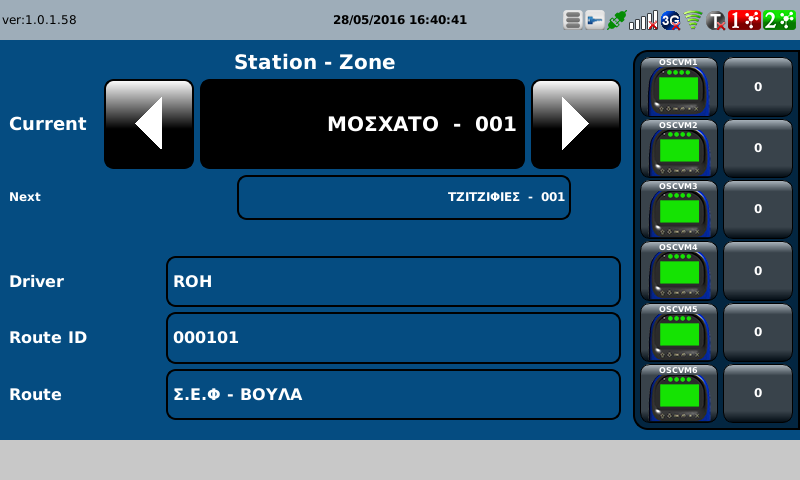 ver:1.0.1.58
28/05/2016 16:40:41
3G
T
1
2
Station - Zone
Current
ΜΟΣΧΑΤΟ - 001
Next
ΤΖΙΤΖΙΦΙΕΣ - 001
Driver
ROH
Route ID
000101
Route
Σ.Ε.Φ - ΒΟΥΛΑ
OSCVM1
0
OSCVM2
0
OSCVM3
0
OSCVM4
0
OSCVM5
0
OSCVM6
0